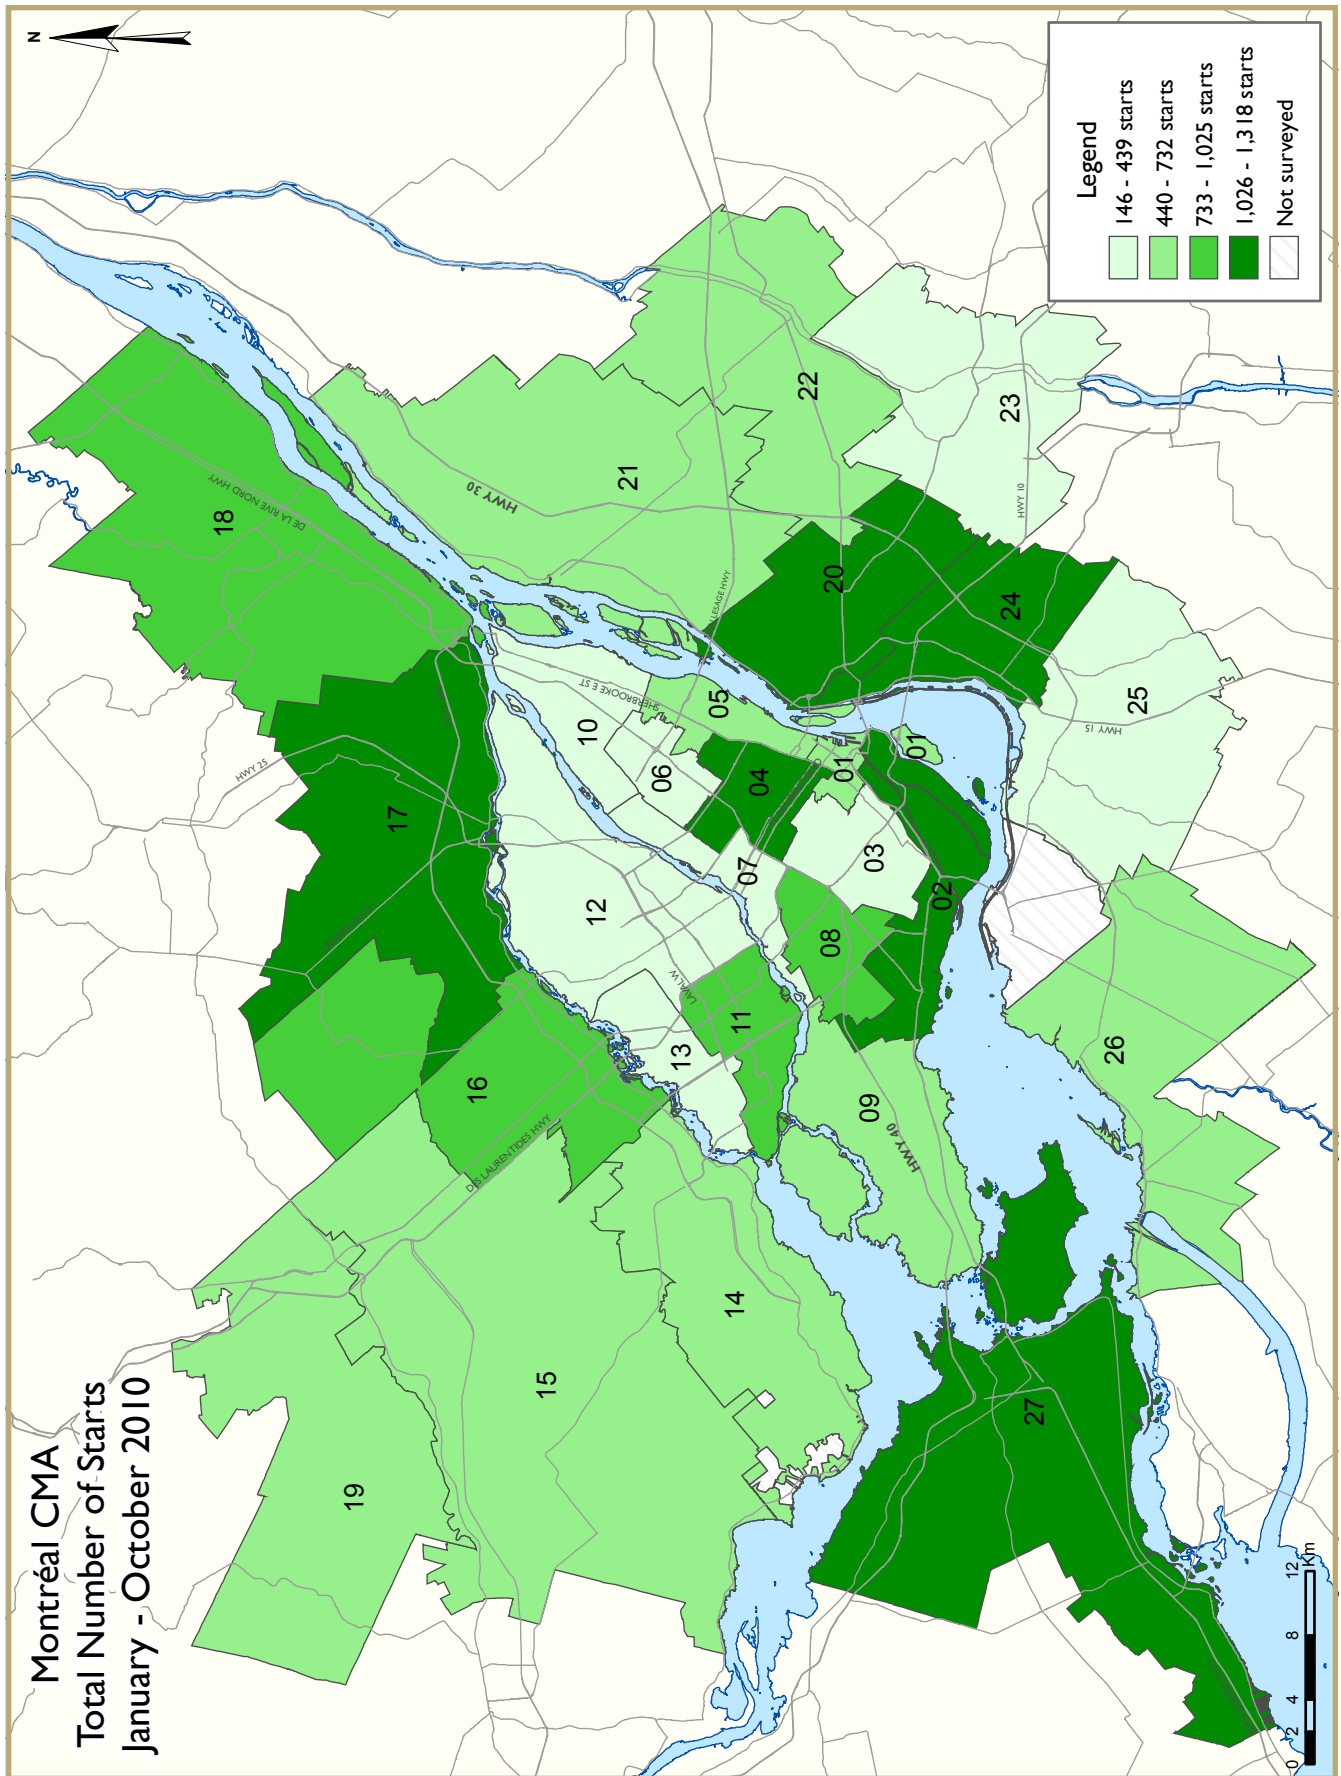 Montréal CMA
Total Number of Starts
January - October 2010
N
Legend
146 - 439 starts
440 - 732 starts
733 - 1,025 starts
1,026 - 1,318 starts
Not surveyed
18
DE LA RIVE NORD HWY
HWY 30
21
22
23
HWY 10
20
24
25
HWY 15
LESAGE HWY
SHERBROOKE E ST
05
10
06
04
01
01
HWY 25
17
12
07
03
02
08
LAVAL W
11
13
16
DES LAURENTIDES HWY
09
HWY 40
26
14
15
19
27
0 2 4 8 12
Km